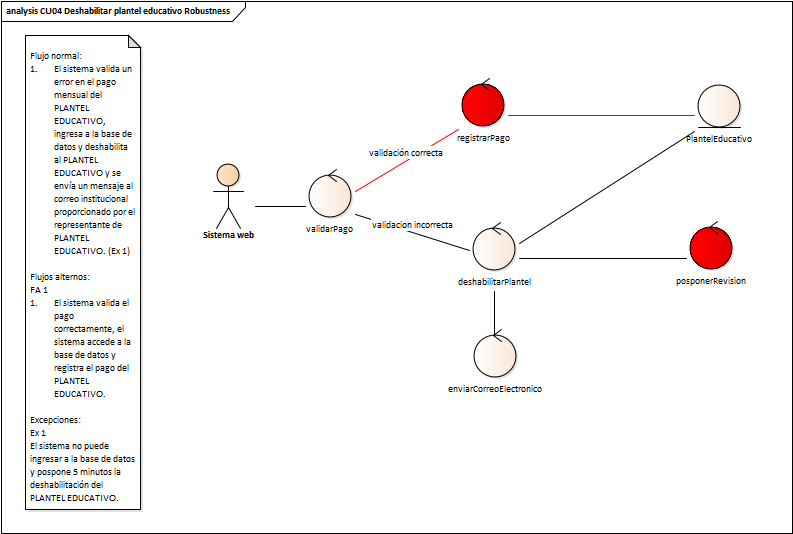 analysis CU04 Deshabilitar plantel educativo Robustness
Flujo normal:
1. El sistema valida un
error en el pago
mensual del
PLANTEL
EDUCATIVO,
ingresa a la base de
datos y deshabilita
al PLANTEL
EDUCATIVO y se
envía un mensaje al
correo institucional
proporcionado por el
representante de
PLANTEL
EDUCATIVO. (Ex 1)
Flujos alternos:
FA 1
1. El sistema valida el
pago
correctamente, el
sistema accede a la
base de datos y
registra el pago del
PLANTEL
EDUCATIVO.
Excepciones:
Ex 1
El sistema no puede
ingresar a la base de datos
y pospone 5 minutos la
deshabilitación del
PLANTEL EDUCATIVO.
registrarPago
PlantelEducativo
validación correcta
Sistema web
validarPago
validacion incorrecta
deshabilitarPlantel
posponerRevision
enviarCorreoElectronico